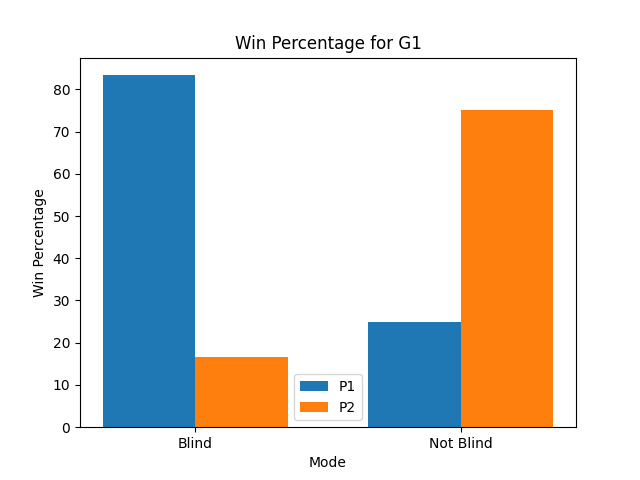 Win Percentage for G1
Win Percentage
80
70
60
50
40
30
20
10
0
P1
P2
Blind
Not Blind
Mode